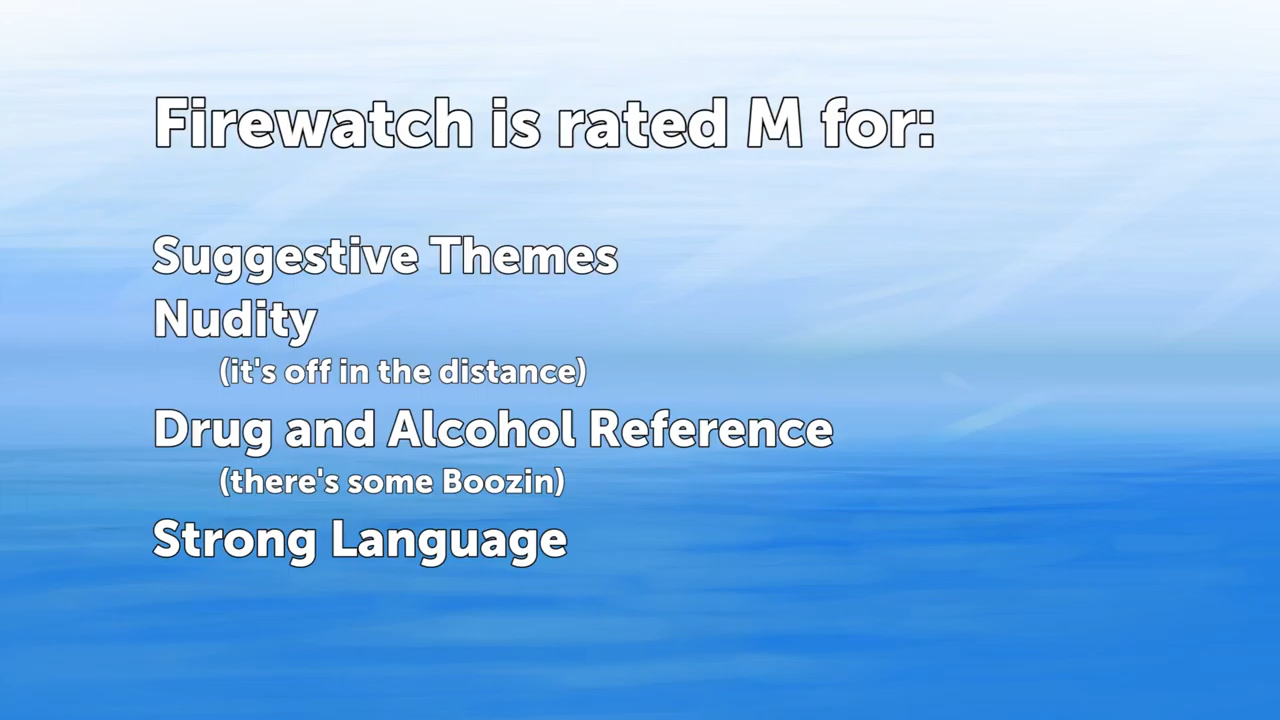 Firewatch is rated M for:
Suggestive Themes
Nudity
(it's off in the distance)
Drug and Alcohol Reference
(there's some Boozin)
Strong Language